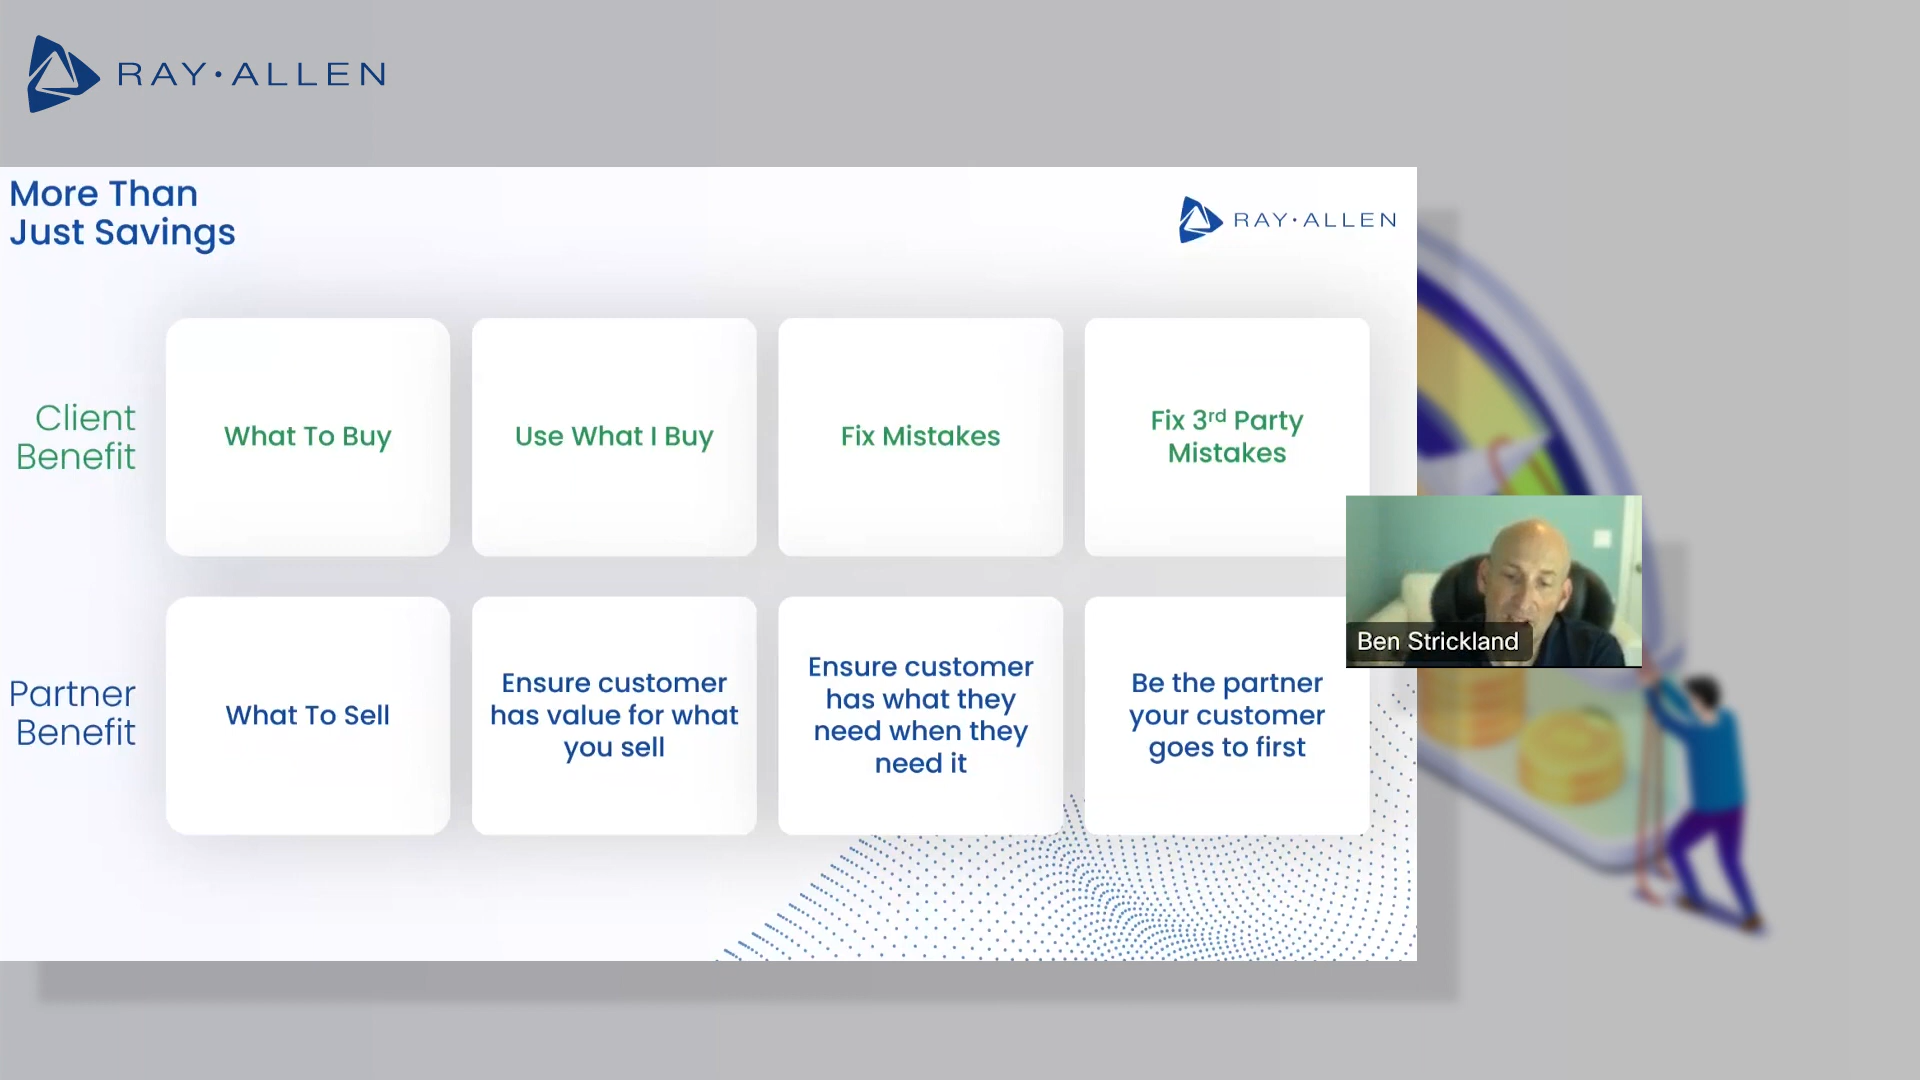 RAY·ALLEN
More Than
Just Savings
RAY·ALLEN
Client
Benefit
What To Buy
Use What I Buy
Fix Mistakes
Fix 3rd Party
Mistakes
Partner
Benefit
What To Sell
Ensure customer
has value for what
you sell
Ensure customer
has what they
need when they
need it
Be the partner
your customer
goes to first
Ben Strickland